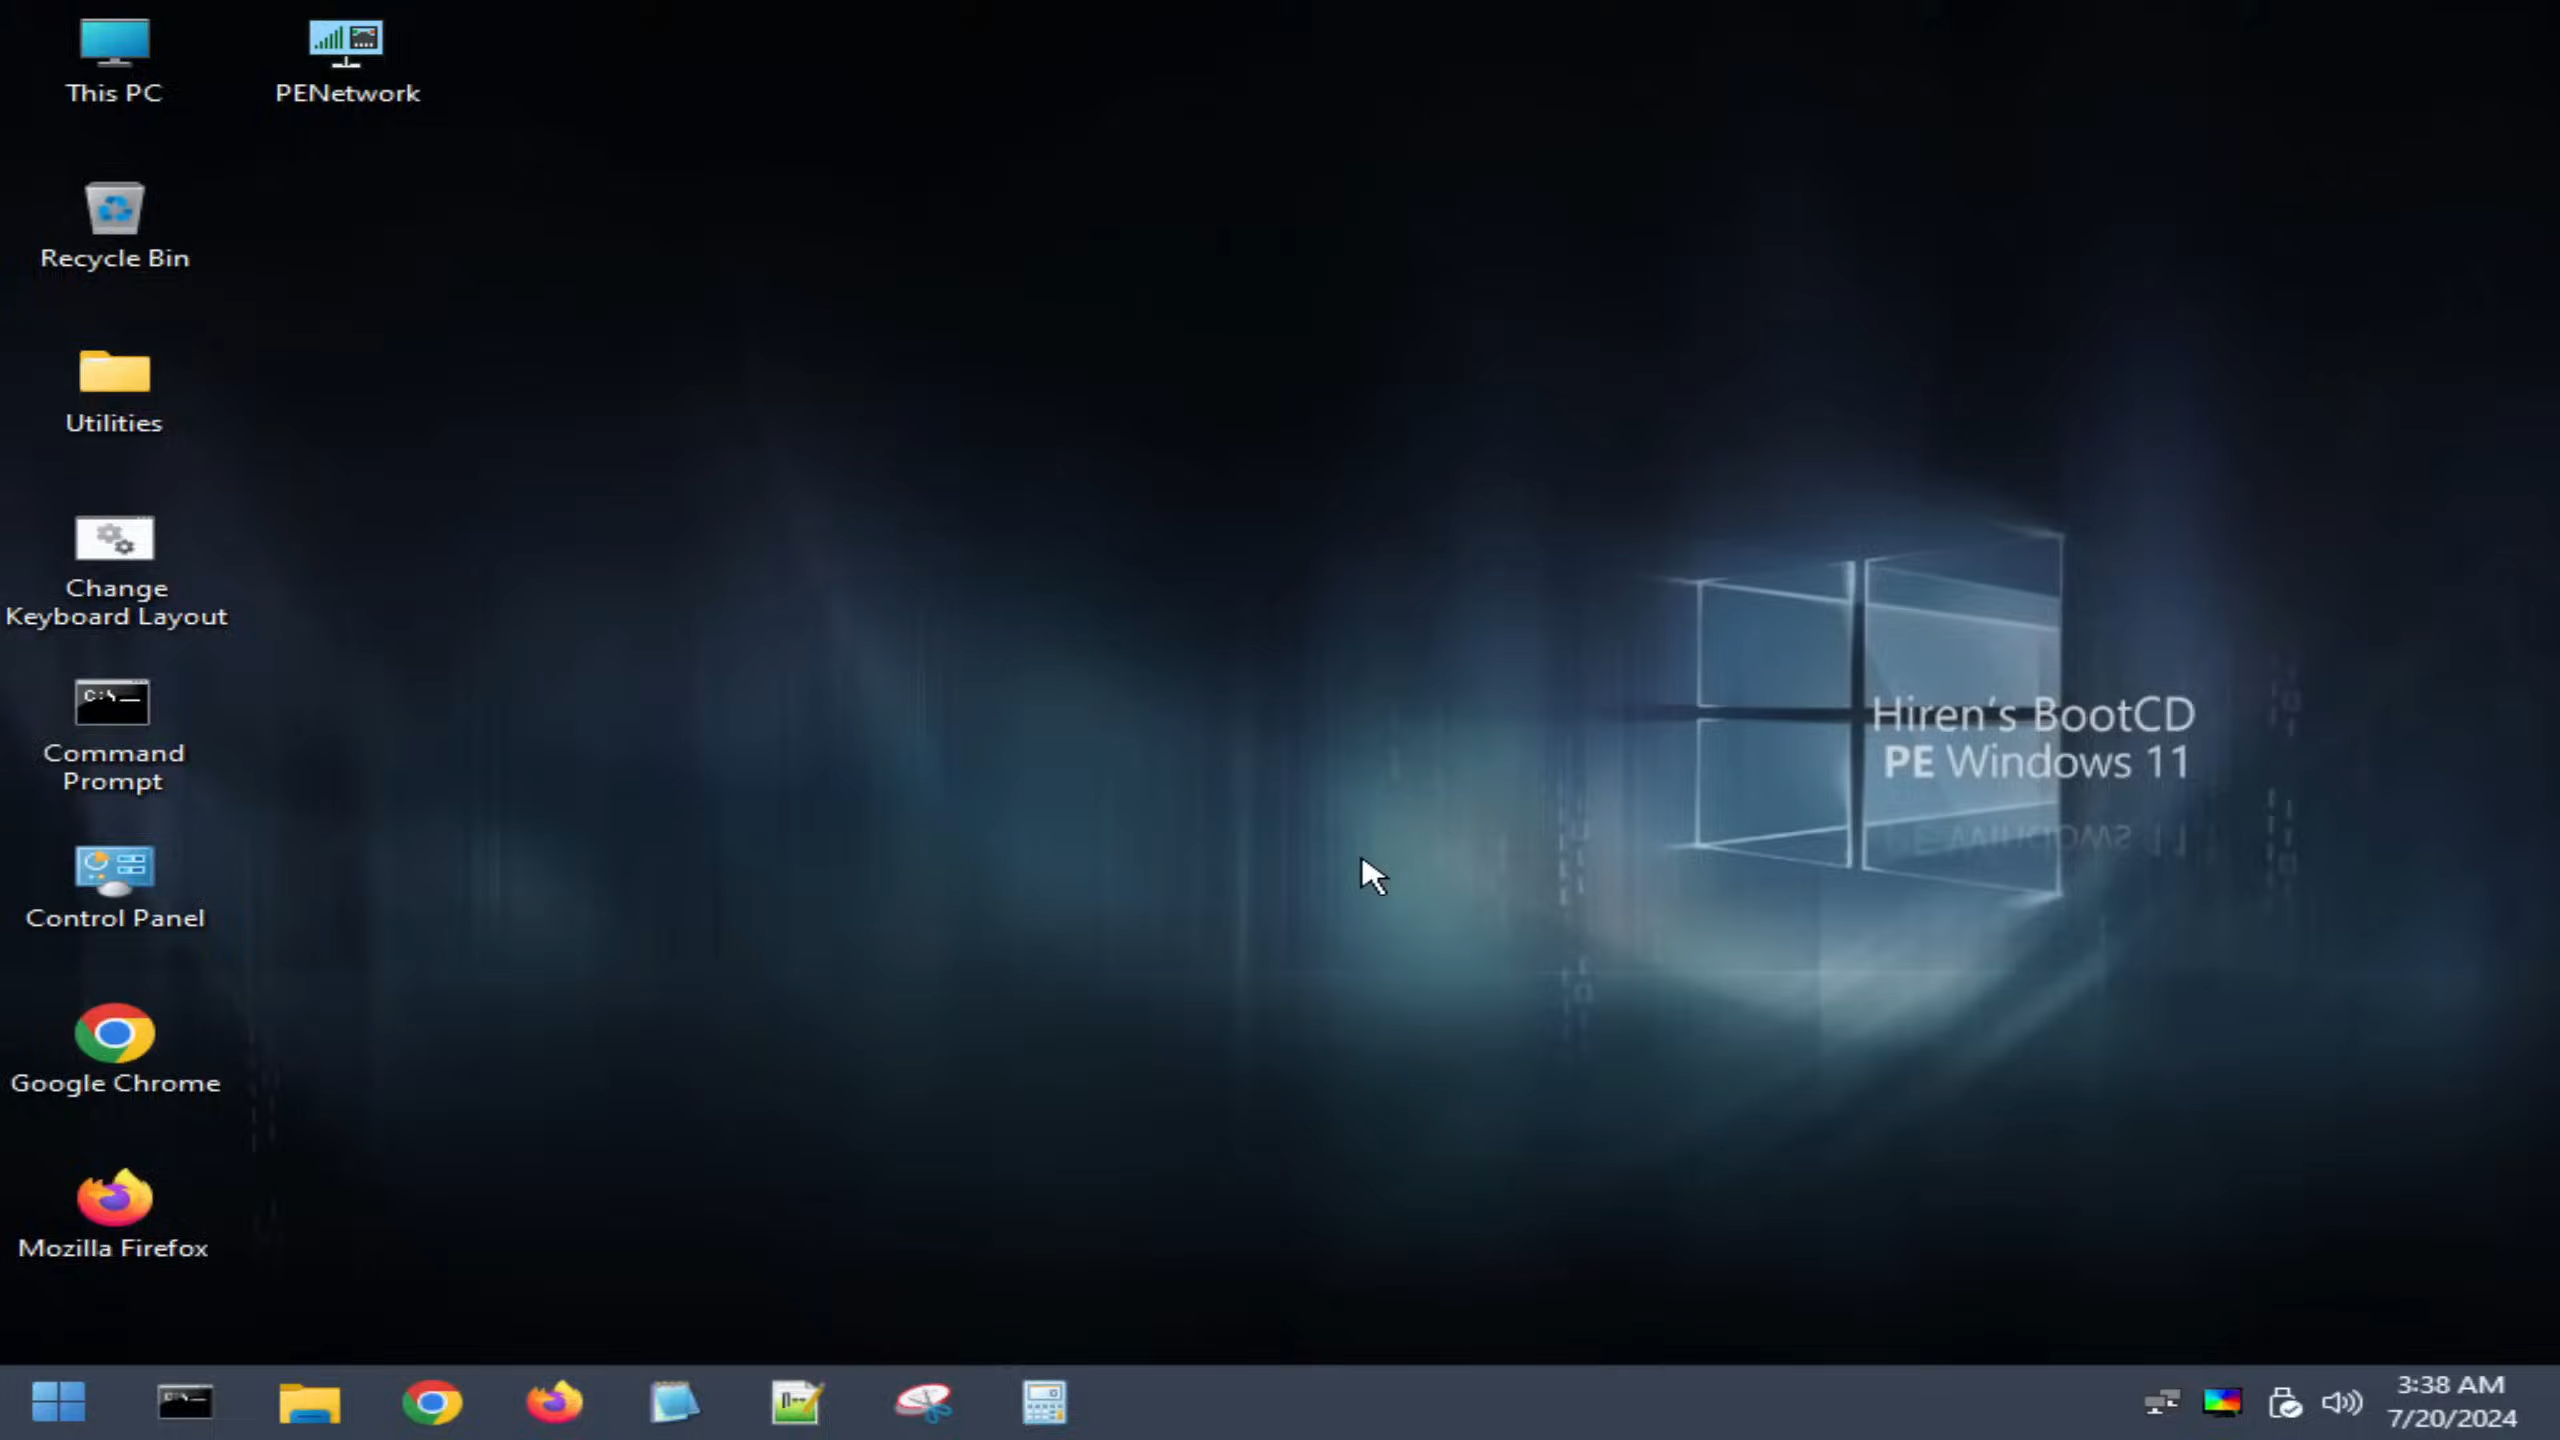 This PC
PENetwork
Recycle Bin
Utilities
Change
Keyboard Layout
C:\
Command
Prompt
Control Panel
Google Chrome
Mozilla Firefox
Hiren's BootCD
PE Windows 11
3:38 AM
7/20/2024